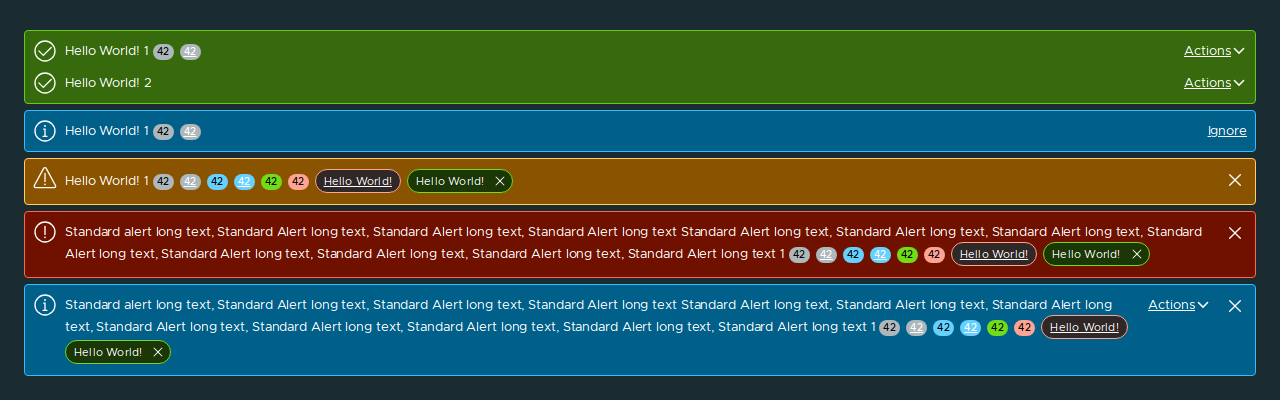 Hello World! 1 42 42 Actions
Hello World! 2 Actions
Hello World! 1 42 42 Ignore
Hello World! 1 42 42 42 42 42 42 Hello World! Hello World!
Standard alert long text, Standard Alert long text, Standard Alert long text, Standard Alert long text Standard Alert long text, Standard Alert long text, Standard Alert long text, Standard
Alert long text, Standard Alert long text, Standard Alert long text, Standard Alert long text, Standard Alert long text, Standard Alert long text 1 42 42 42 42 42 42 Hello World! Hello World!
Standard alert long text, Standard Alert long text, Standard Alert long text, Standard Alert long text Standard Alert long text, Standard Alert long text, Standard Alert long Actions
text, Standard Alert long text, Standard Alert long text, Standard Alert long text, Standard Alert long text, Standard Alert long text 1 42 42 42 42 42 42 Hello World!
Hello World!